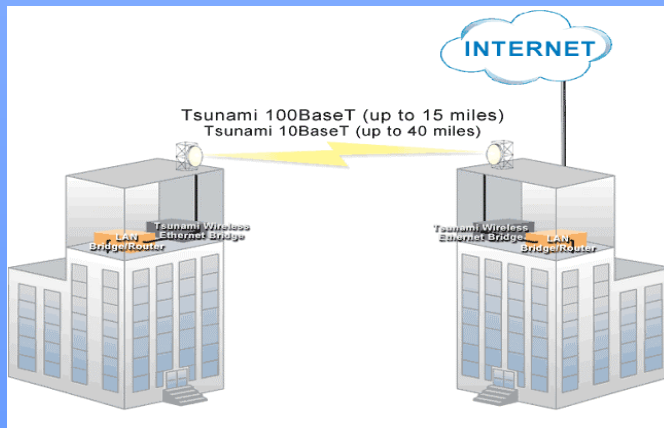 INTERNET
Tsunami 100BaseT (up to 15 miles)
Tsunami 10BaseT (up to 40 miles)
Tsunami Wireless
Ethernet Bridge
LAN
Bridge/Router
Tsunami Wireless
Ethernet Bridge
LAN
Bridge/Router